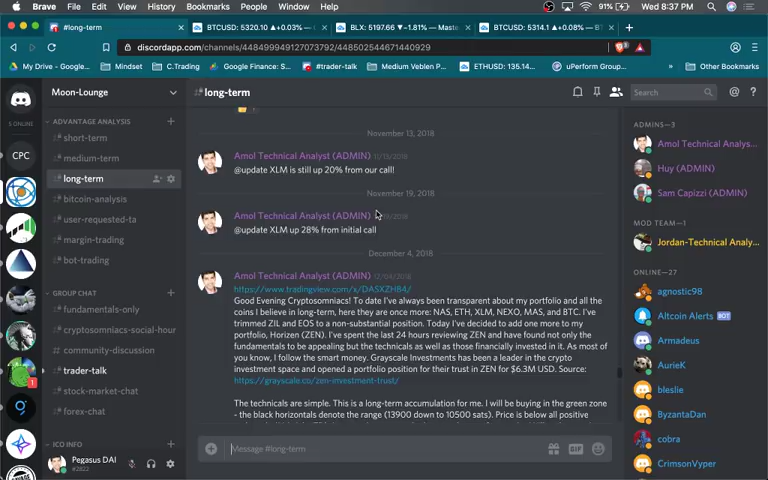 Brave File Edit View History Bookmarks People Window Help 91% Wed 8:37 PM
#long-term BTCUSD: 5320.10 ▲+0.03% BLX: 5197.66 ▼−1.81% — Master BTCUSD: 5314.1 ▲+0.08%
discordapp.com/channels/448499949127073792/448502544671440929
My Drive - Google... Mindset C.Trading Google Finance: S... #trader-talk Medium Veblen P... ETHUSD: 135.14... uPerform Group... Other Bookmarks
Moon-Lounge
#long-term
Search
ONLINE
ADVANTAGE ANALYSIS
short-term
medium-term
long-term
bitcoin-analysis
user-requested-ta
margin-trading
bot-trading
GROUP CHAT
fundamentals-only
cryptosomniacs-social-hour
community-discussion
trader-talk
stock-market-chat
forex-chat
ICO INFO
CPC
1
Pegasus DAI
#2822
November 13, 2018
Amol Technical Analyst (ADMIN) 11/13/2018
@update XLM is still up 20% from our call!
November 19, 2018
Amol Technical Analyst (ADMIN)
@update XLM up 28% from initial call
December 4, 2018
Amol Technical Analyst (ADMIN) 12/04/2018
https://www.tradingview.com/x/DASXZHB4/
Good Evening Cryptosomniacs! To date I've always been transparent about my portfolio and all the
coins I believe in long-term, here they are once more: NAS, ETH, XLM, NEXO, MAS, and BTC. I've
trimmed ZIL and EOS to a non-substantial position. Today I've decided to add one more to my
portfolio, Horizen (ZEN). I've spent the last 24 hours reviewing ZEN and have found not only the
fundamentals to be appealing but the technicals as well as those financially invested in it. As most of
you know, I follow the smart money. Grayscale Investments has been a leader in the crypto
investment space and opened a portfolio position for their trust in ZEN for $6.3M USD. Source:
https://grayscale.co/zen-investment-trust/
The technicals are simple. This is a long-term accumulation for me. I will be buying in the green zone
- the black horizontals denote the range (13900 down to 10500 sats). Price is below all positive
Message #long-term
GIF
ADMINS—3
Amol Technical Analys...
Huy (ADMIN)
Sam Capizzi (ADMIN)
MOD TEAM—1
Jordan-Technical Analy...
ONLINE—27
agnostic98
Altcoin Alerts BOT
Armadeus
AurieK
bleslie
ByzantaDan
cobra
CrimsonVyper